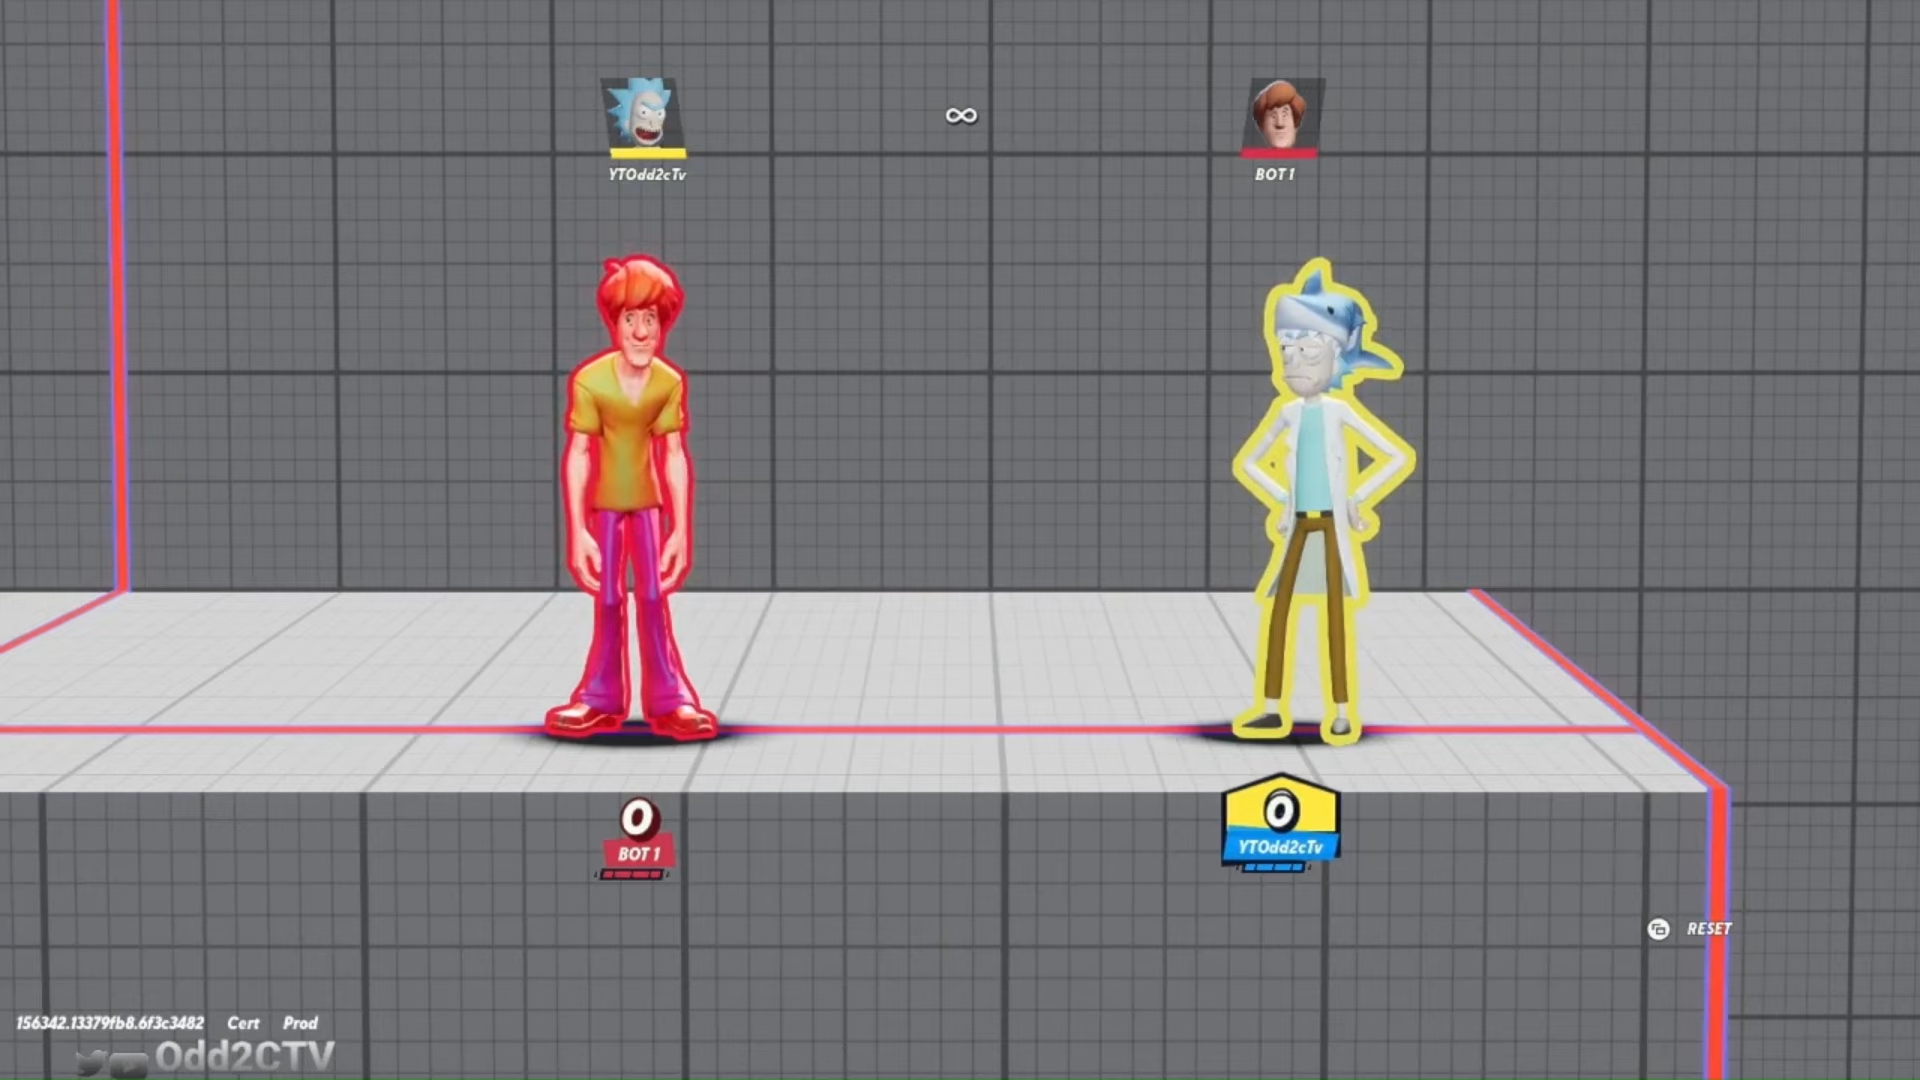 ∞
YTOdd2cTv
BOT 1
0
BOT 1
0
YTOdd2cTv
RESET
156342.13379fb8.6f3c3482 Cert Prod
Odd2CTV